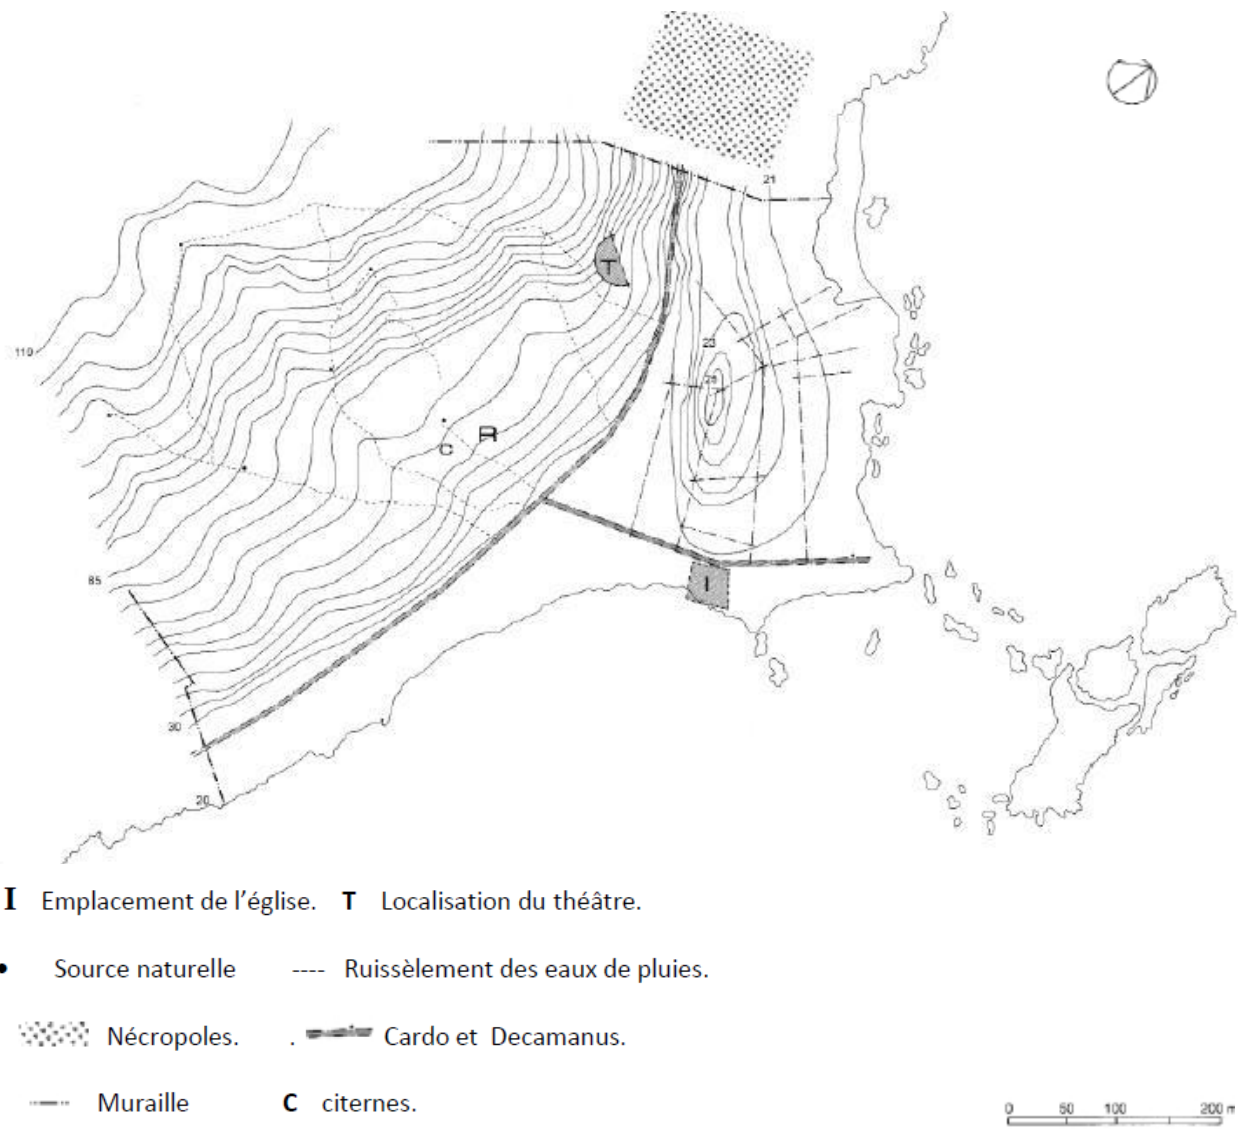 21
T
110
23
28
R
C
85
I
30
20
I Emplacement de l’église. T Localisation du théâtre.
• Source naturelle ---- Ruissèlement des eaux de pluies.
Nécropoles. . Cardo et Decamanus.
Muraille C citernes.
0 50 100 200 m